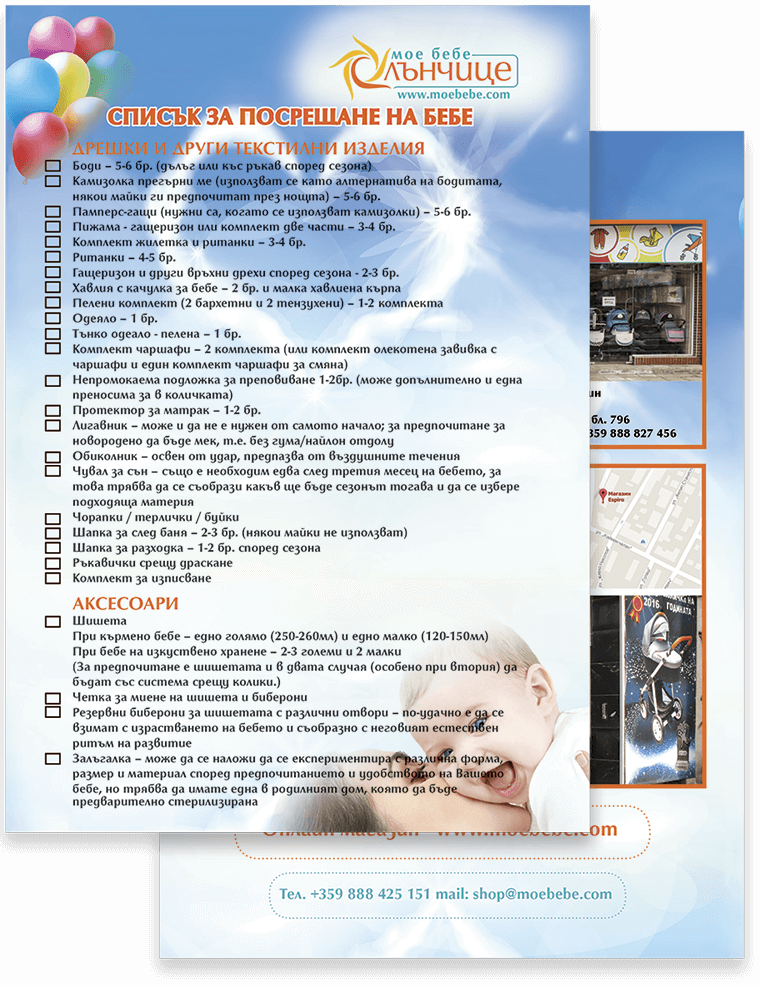 мое бебе
Слънчице
www.moebebe.com
СПИСЪК ЗА ПОСРЕЩАНЕ НА БЕБЕ
ДРЕШКИ И ДРУГИ ТЕКСТИЛНИ ИЗДЕЛИЯ
Боди – 5-6 бр. (дълъг или къс ръкав според сезона)
Камизолка прегърни ме (използват се като алтернатива на бодитата,
някои майки ги предпочитат през нощта) – 5-6 бр.
Памперс-гащи (нужни са, когато се използват камизолки) – 5-6 бр.
Пижама - гащеризон или комплект две части – 3-4 бр.
Комплект жилетка и ританки – 3-4 бр.
Ританки – 4-5 бр.
Гащеризон и други връхни дрехи според сезона - 2-3 бр.
Хавлия с качулка за бебе – 2 бр. и малка хавлиена кърпа
Пелени комплект (2 бархетни и 2 тензухени) – 1-2 комплекта
Одеяло – 1 бр.
Тънко одеало - пелена – 1 бр.
Комплект чаршафи – 2 комплекта (или комплект олекотена завивка с
чаршафи и един комплект чаршафи за смяна)
Непромокаема подложка за преповиване 1-2бр. (може допълнително и една
преносима за в количката)
Протектор за матрак – 1-2 бр.
Лигавник – може и да не е нужен от самото начало; за предпочитане за
новородено да бъде мек, т.е. без гума/найлон отдолу
Обиколник – освен от удар, предпазва от въздушните течения
Чувал за сън – също е необходим едва след третия месец на бебето, за
това трябва да се съобрази какъв ще бъде сезонът тогава и да се избере
подходяща материя
Чорапки / терлички / буйки
Шапка за след баня – 2-3 бр. (някои майки не използват)
Шапка за разходка – 1-2 бр. според сезона
Ръкавички срещу драскане
Комплект за изписване
АКСЕСОАРИ
Шишета
При кърмено бебе – едно голямо (250-260мл) и едно малко (120-150мл)
При бебе на изкуствено хранене – 2-3 големи и 2 малки
(За предпочитане е шишетата и в двата случая (особено при втория) да
бъдат със система срещу колики.)
Четка за миене на шишета и биберони
Резервни биберони за шишетата с различни отвори – по-удачно е да се
взимат с израстването на бебето и съобразно с неговият естествен
ритъм на развитие
Залъгалка – може да се наложи да се експериментира с различна форма,
размер и материал според предпочитанието и удобството на Вашето
бебе, но трябва да имате една в родилният дом, която да бъде
предварително стерилизирана
бл. 796
359 888 827 456
Магазин
Espiro
2016
ГОДИНАТА
Онлайн магазин - www.moebebe.com
Тел. +359 888 425 151 mail: shop@moebebe.com